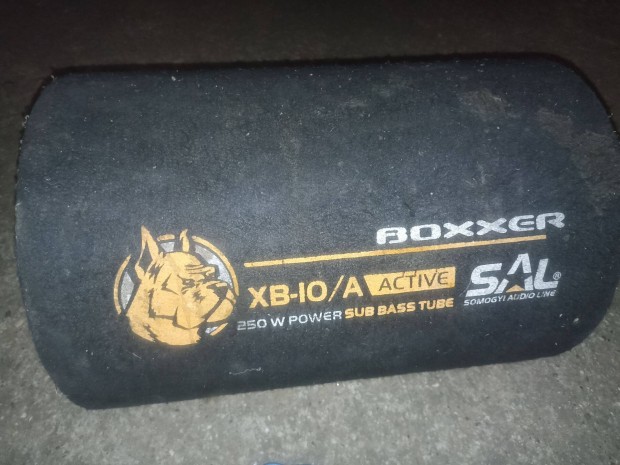 BOXXER
XB-10/A ACTIVE
250 W POWER SUB BASS TUBE
SAL®
SOMOGYI AUDIO LINE